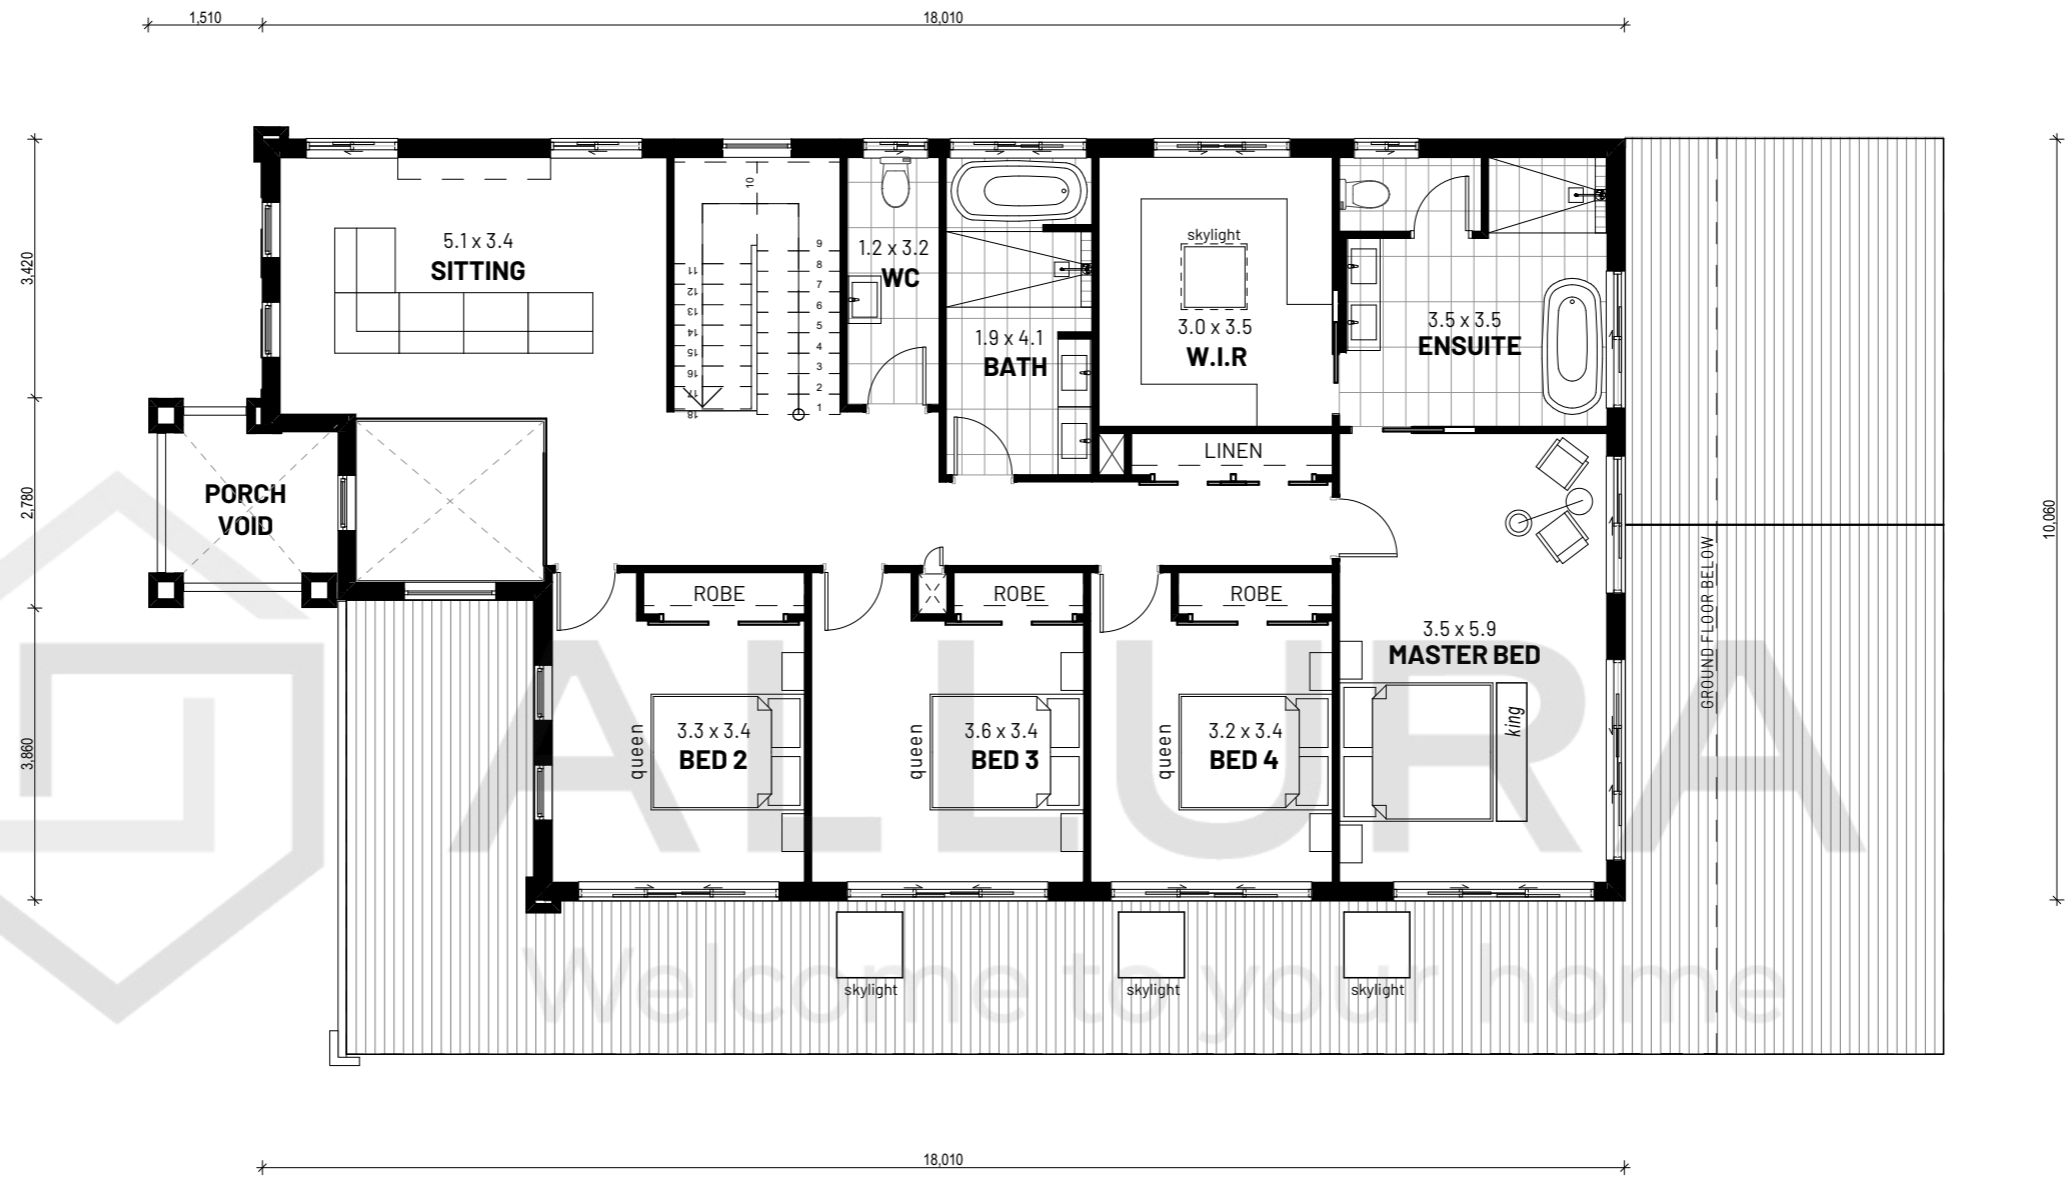 1,510
18,010
3,420
2,780
3,860
10,060
5.1 x 3.4
SITTING
10
9
8
7
6
5
4
3
2
1
11
12
13
14
15
16
17
18
1.2 x 3.2
WC
1.9 x 4.1
BATH
skylight
3.0 x 3.5
W.I.R
3.5 x 3.5
ENSUITE
LINEN
PORCH
VOID
ROBE
ROBE
ROBE
GROUND FLOOR BELOW
3.5 x 5.9
MASTER BED
king
queen
3.3 x 3.4
BED 2
queen
3.6 x 3.4
BED 3
queen
3.2 x 3.4
BED 4
ALLURA
Welcome to your home
skylight
skylight
skylight
18,010